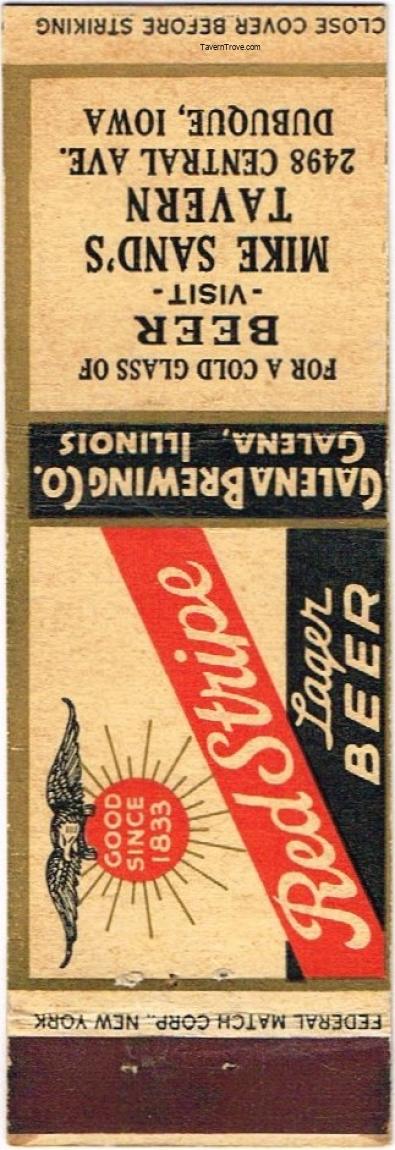 CLOSE COVER BEFORE STRIKING
TavernTrove.com
FOR A COLD GLASS OF
BEER
- VISIT -
MIKE SAND'S
TAVERN
2498 CENTRAL AVE.
DUBUQUE, IOWA
GALENA BREWING CO.
GALENA, ILLINOIS
Red Stripe
Lager
BEER
GOOD
SINCE
1833
FEDERAL MATCH CORP., NEW YORK